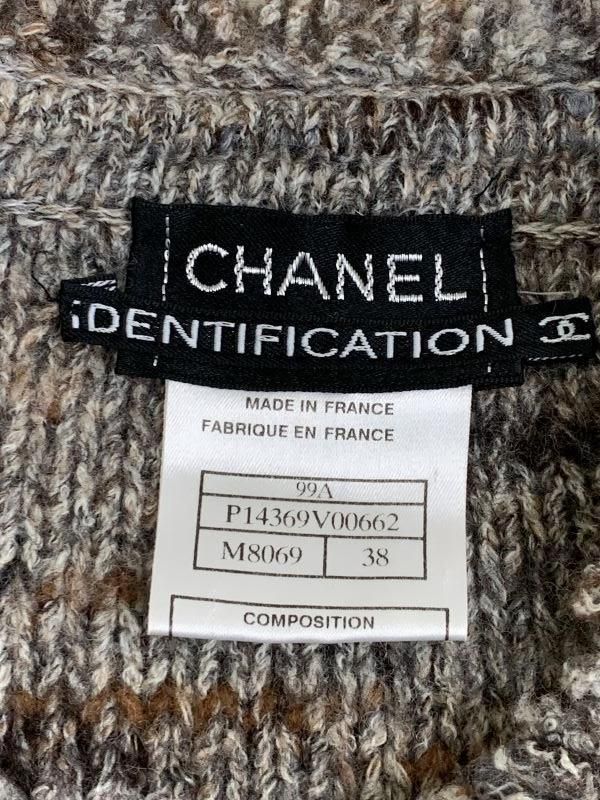 CHANEL
iDENTIFICATION
MADE IN FRANCE
FABRIQUE EN FRANCE
99A
P14369V00662
M8069 38
COMPOSITION